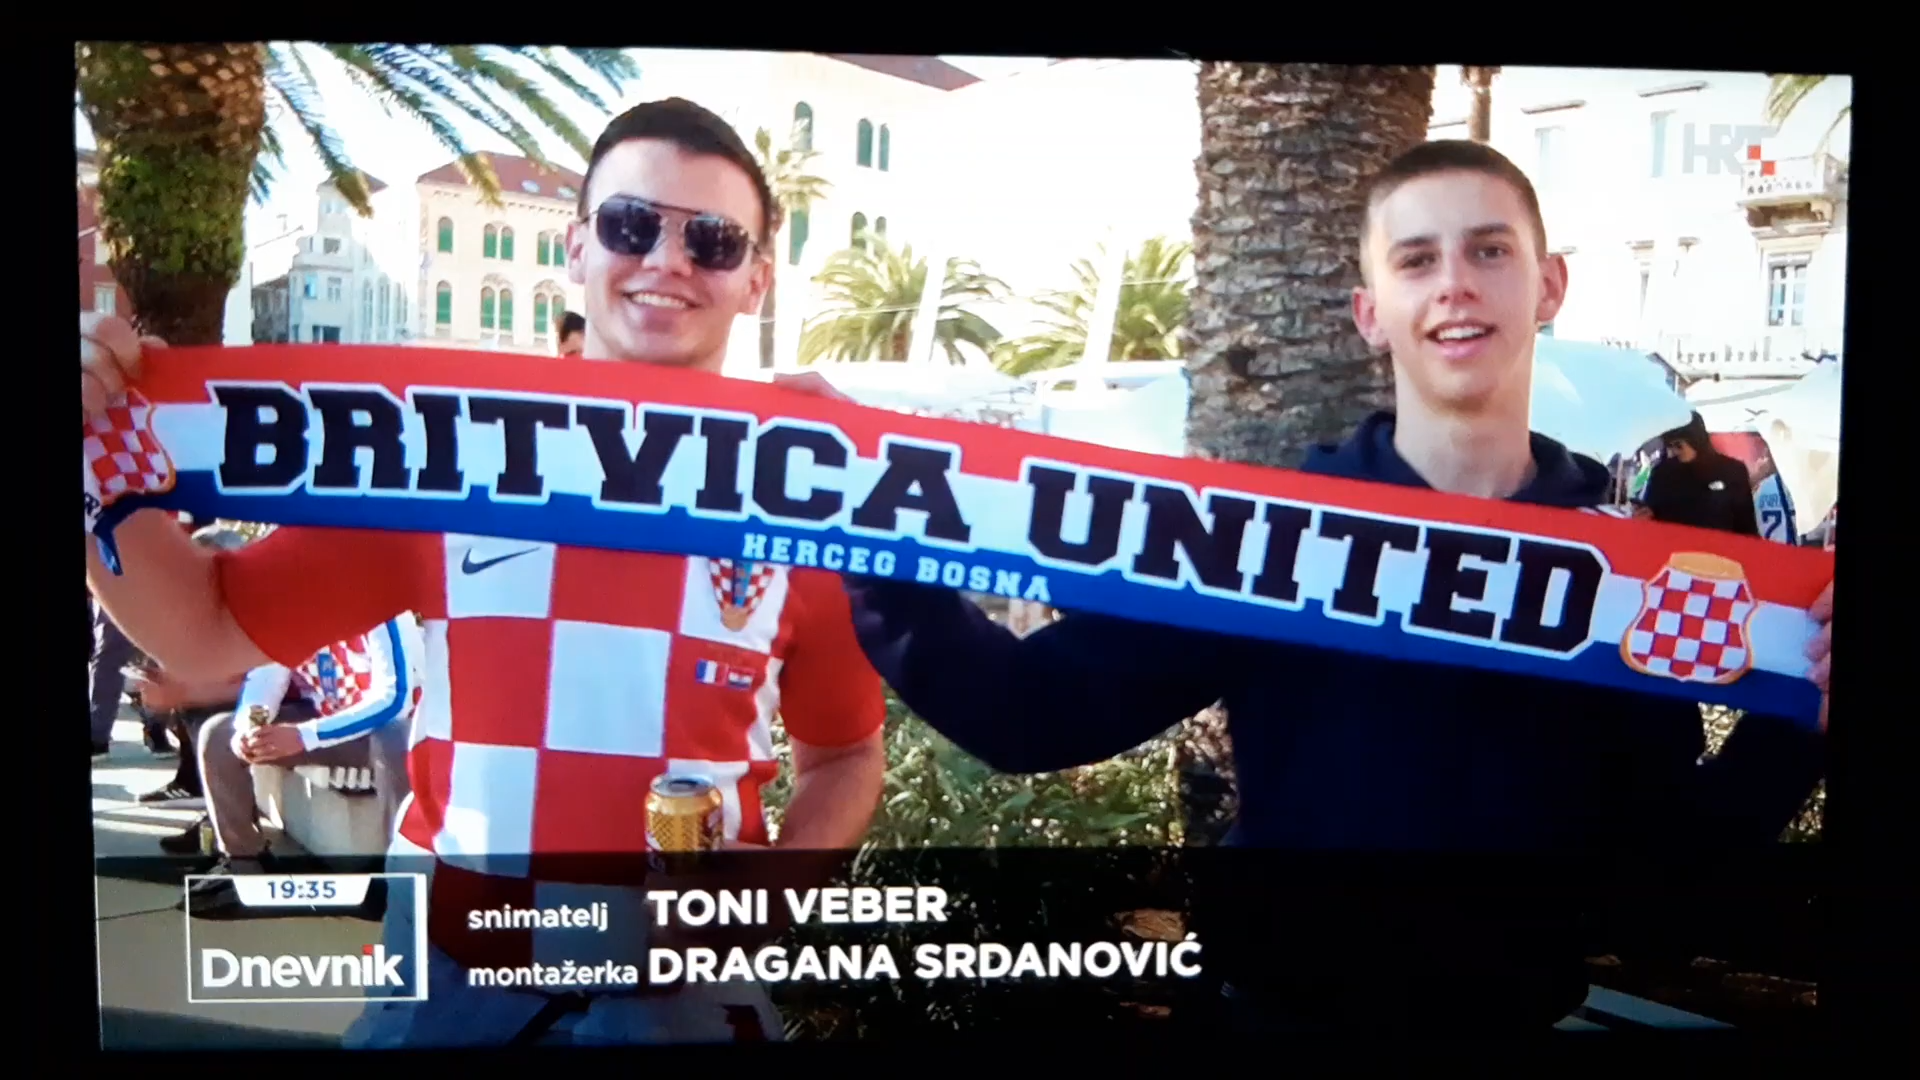 HRT
BRITVICA UNITED
HERCEG BOSNA
19:35
Dnevnik
snimatelj TONI VEBER
montažerka DRAGANA SRDANOVIĆ